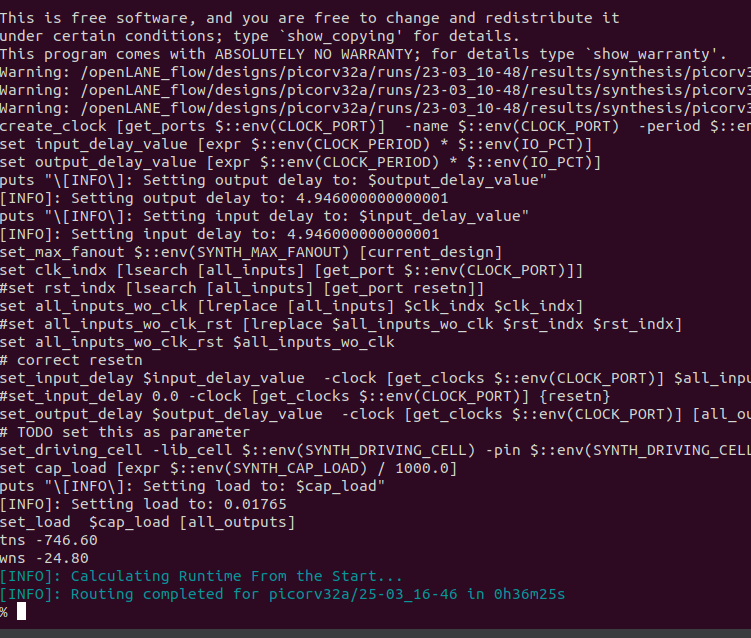 This is free software, and you are free to change and redistribute it
under certain conditions; type `show_copying' for details.
This program comes with ABSOLUTELY NO WARRANTY; for details type `show_warranty'.
Warning: /openLANE_flow/designs/picorv32a/runs/23-03_10-48/results/synthesis/picorv3
Warning: /openLANE_flow/designs/picorv32a/runs/23-03_10-48/results/synthesis/picorv3
Warning: /openLANE_flow/designs/picorv32a/runs/23-03_10-48/results/synthesis/picorv3
create_clock [get_ports $::env(CLOCK_PORT)]  -name $::env(CLOCK_PORT)  -period $::en
set input_delay_value [expr $::env(CLOCK_PERIOD) * $::env(IO_PCT)]
set output_delay_value [expr $::env(CLOCK_PERIOD) * $::env(IO_PCT)]
puts "\[INFO\]: Setting output delay to: $output_delay_value"
[INFO]: Setting output delay to: 4.946000000000001
puts "\[INFO\]: Setting input delay to: $input_delay_value"
[INFO]: Setting input delay to: 4.946000000000001
set_max_fanout $::env(SYNTH_MAX_FANOUT) [current_design]
set clk_indx [lsearch [all_inputs] [get_port $::env(CLOCK_PORT)]]
#set rst_indx [lsearch [all_inputs] [get_port resetn]]
set all_inputs_wo_clk [lreplace [all_inputs] $clk_indx $clk_indx]
#set all_inputs_wo_clk_rst [lreplace $all_inputs_wo_clk $rst_indx $rst_indx]
set all_inputs_wo_clk_rst $all_inputs_wo_clk
# correct resetn
set_input_delay $input_delay_value  -clock [get_clocks $::env(CLOCK_PORT)] $all_inpu
#set_input_delay 0.0 -clock [get_clocks $::env(CLOCK_PORT)] {resetn}
set_output_delay $output_delay_value  -clock [get_clocks $::env(CLOCK_PORT)] [all_ou
# TODO set this as parameter
set_driving_cell -lib_cell $::env(SYNTH_DRIVING_CELL) -pin $::env(SYNTH_DRIVING_CELL
set cap_load [expr $::env(SYNTH_CAP_LOAD) / 1000.0]
puts "\[INFO\]: Setting load to: $cap_load"
[INFO]: Setting load to: 0.01765
set_load  $cap_load [all_outputs]
tns -746.60
wns -24.80
[INFO]: Calculating Runtime From the Start...
[INFO]: Routing completed for picorv32a/25-03_16-46 in 0h36m25s
%